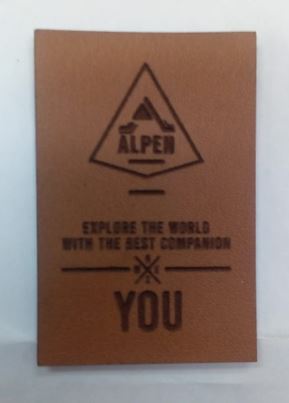 ALPEN
EXPLORE THE WORLD
WITH THE BEST COMPANION
N
W E
S
YOU